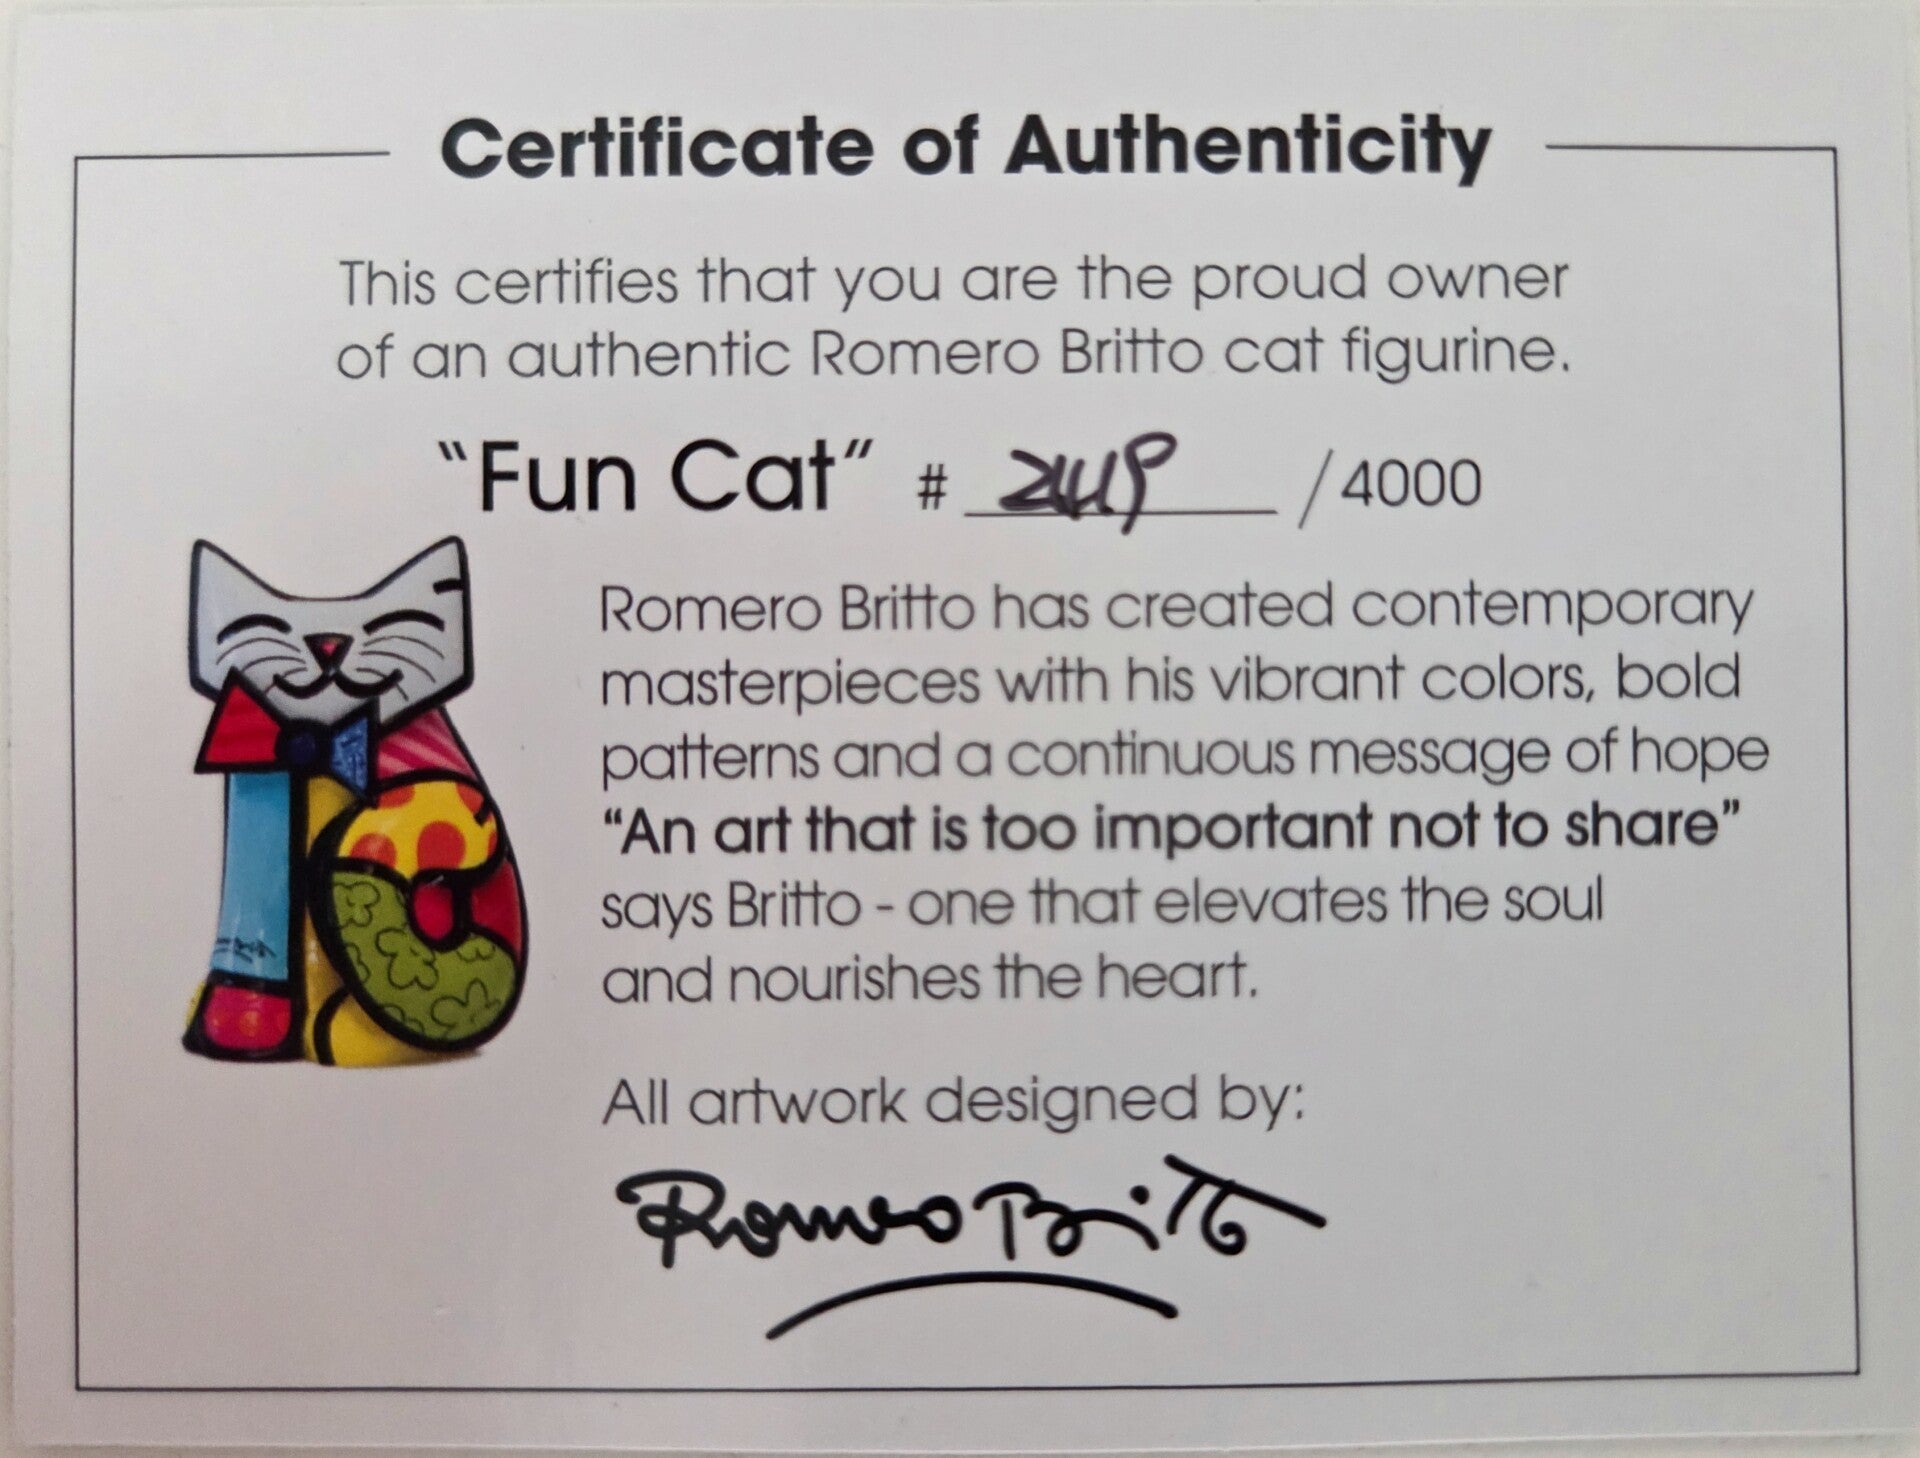 Certificate of Authenticity
This certifies that you are the proud owner
of an authentic Romero Britto cat figurine.
“Fun Cat” # /4000
Romero Britto has created contemporary
masterpieces with his vibrant colors, bold
patterns and a continuous message of hope
“An art that is too important not to share”
says Britto - one that elevates the soul
and nourishes the heart.
All artwork designed by:
Romero Britto